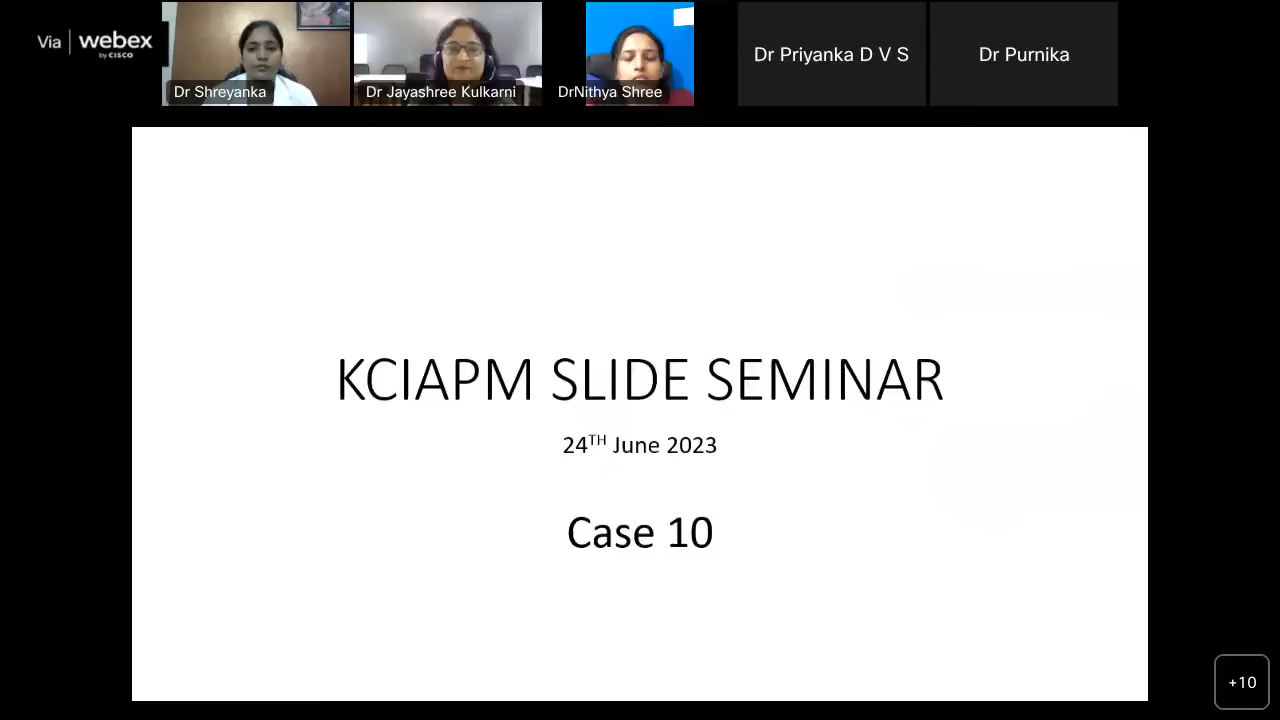 Via webex
by CISCO
Dr Shreyanka
Dr Jayashree Kulkarni
DrNithya Shree
Dr Priyanka D V S
Dr Purnika
KCIAPM SLIDE SEMINAR
24TH June 2023
Case 10
+10